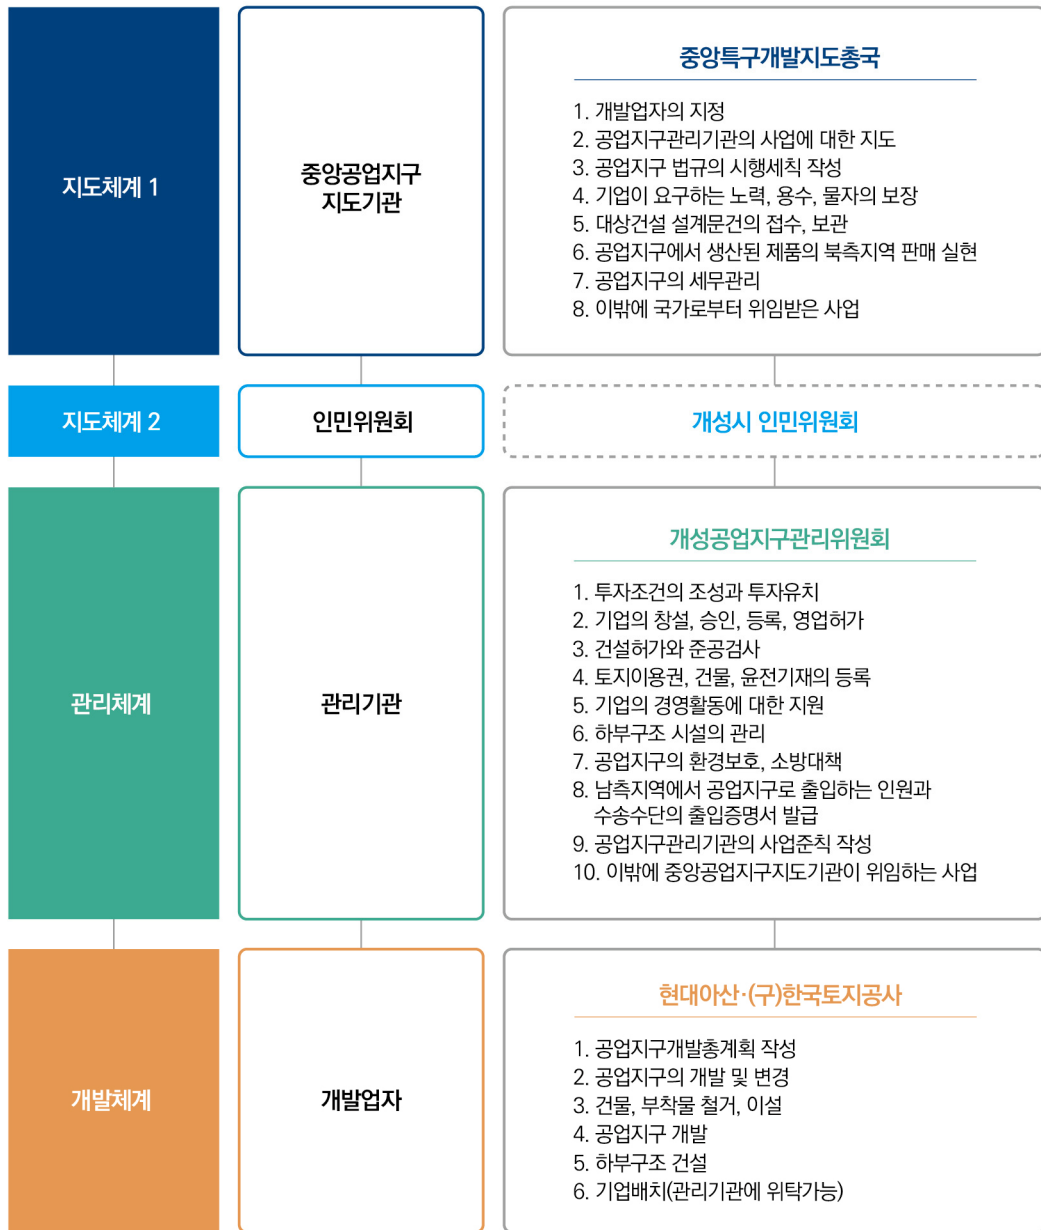 지도체계 1
중앙공업지구
지도기관
중앙특구개발지도총국
1. 개발업자의 지정
2. 공업지구관리기관의 사업에 대한 지도
3. 공업지구 법규의 시행세칙 작성
4. 기업이 요구하는 노력, 용수, 물자의 보장
5. 대상건설 설계문건의 접수, 보관
6. 공업지구에서 생산된 제품의 북측지역 판매 실현
7. 공업지구의 세무관리
8. 이밖에 국가로부터 위임받은 사업
지도체계 2
인민위원회
개성시 인민위원회
관리체계
관리기관
개성공업지구관리위원회
1. 투자조건의 조성과 투자유치
2. 기업의 창설, 승인, 등록, 영업허가
3. 건설허가와 준공검사
4. 토지이용권, 건물, 윤전기재의 등록
5. 기업의 경영활동에 대한 지원
6. 하부구조 시설의 관리
7. 공업지구의 환경보호, 소방대책
8. 남측지역에서 공업지구로 출입하는 인원과
수송수단의 출입증명서 발급
9. 공업지구관리기관의 사업준칙 작성
10. 이밖에 중앙공업지구지도기관이 위임하는 사업
개발체계
개발업자
현대아산·(구)한국토지공사
1. 공업지구개발총계획 작성
2. 공업지구의 개발 및 변경
3. 건물, 부착물 철거, 이설
4. 공업지구 개발
5. 하부구조 건설
6. 기업배치(관리기관에 위탁가능)